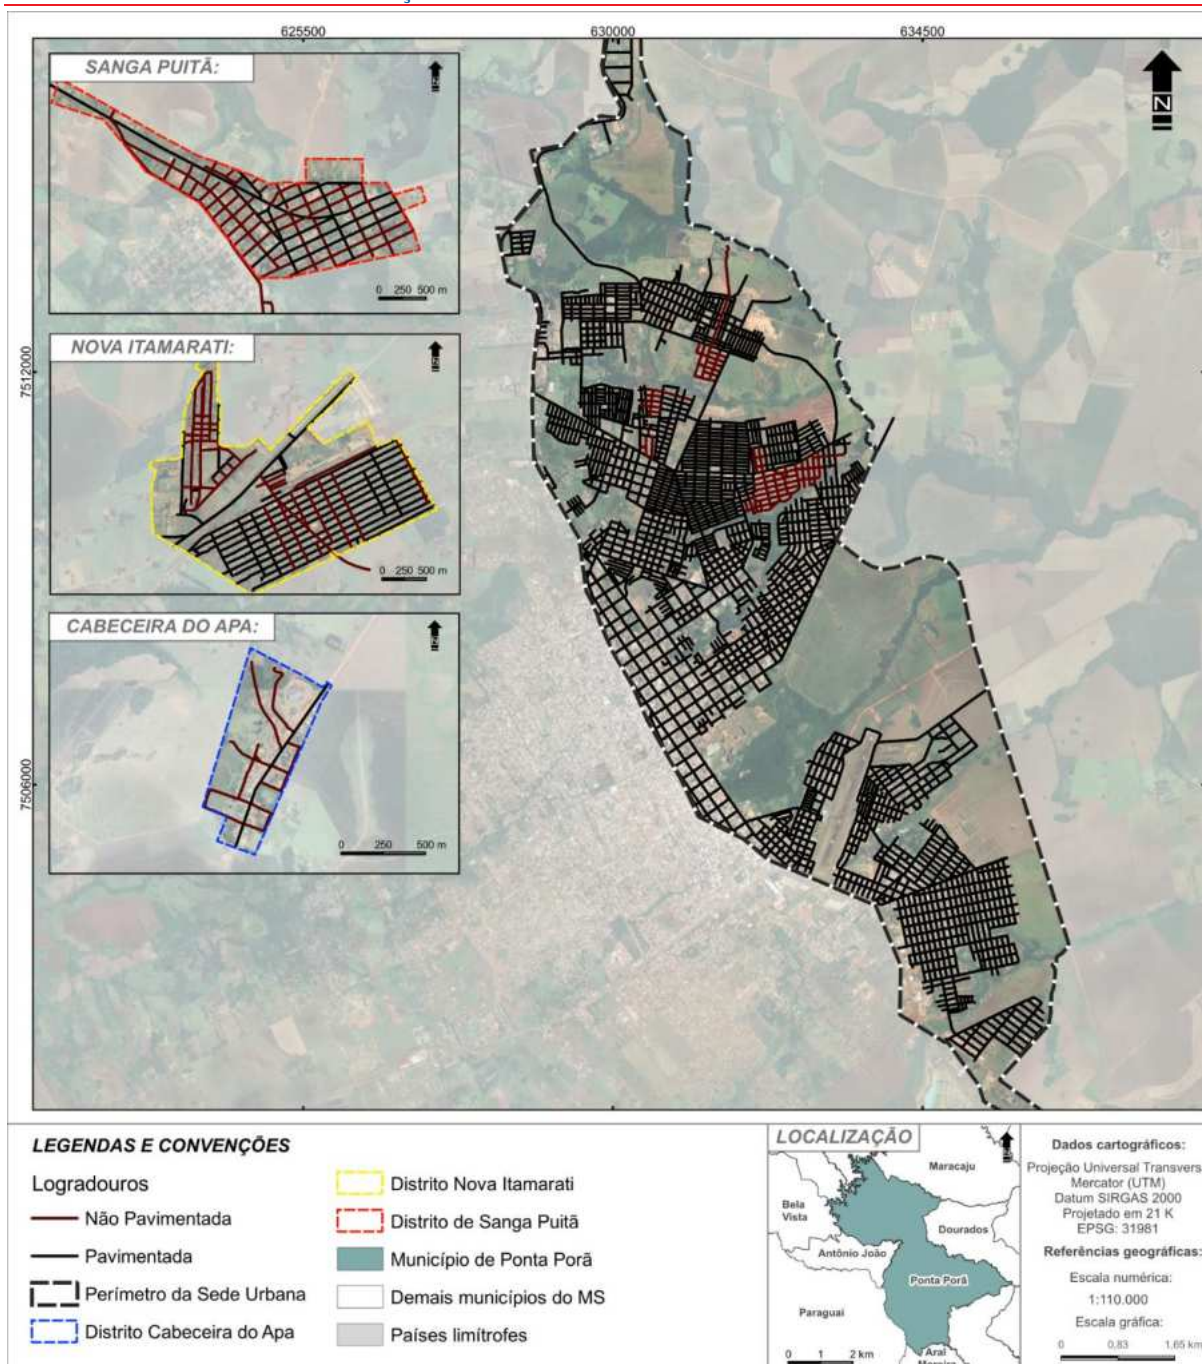 625500
630000
634500
SANGA PUITÃ:
N
0 250 500 m
7512000
NOVA ITAMARATI:
N
0 250 500 m
7506000
CABECEIRA DO APA:
N
0 250 500 m
N
LEGENDAS E CONVENÇÕES
Logradouros
Não Pavimentada
Pavimentada
Perímetro da Sede Urbana
Distrito Cabeceira do Apa
Distrito Nova Itamarati
Distrito de Sanga Puitã
Município de Ponta Porã
Demais municípios do MS
Países limítrofes
LOCALIZAÇÃO
N
Maracaju
Bela
Vista
Dourados
Antônio João
Ponta Porã
Paraguai
Aral
0 1 2 km
Dados cartográficos:
Projeção Universal Transvers
Mercator (UTM)
Datum SIRGAS 2000
Projetado em 21 K
EPSG: 31981
Referências geográficas:
Escala numérica:
1:110.000
Escala gráfica:
0 0,83 1,65 km